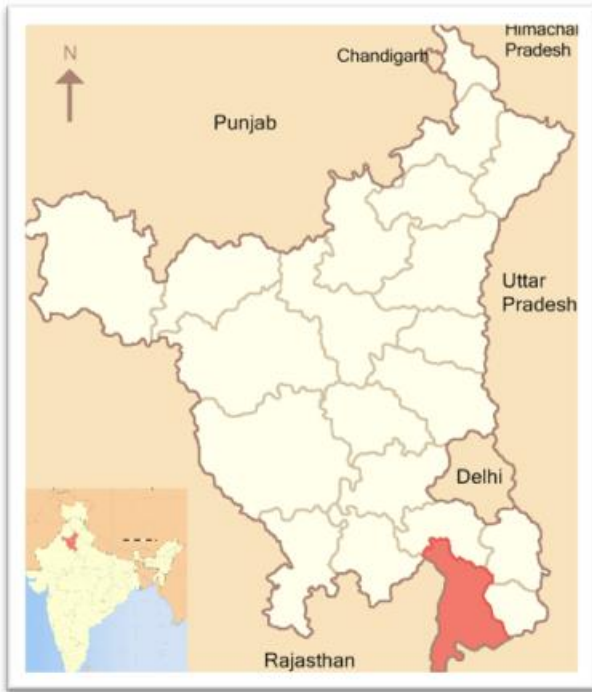 Himachal
Pradesh
Chandigarh
N
Punjab
Uttar
Pradesh
Delhi
Rajasthan